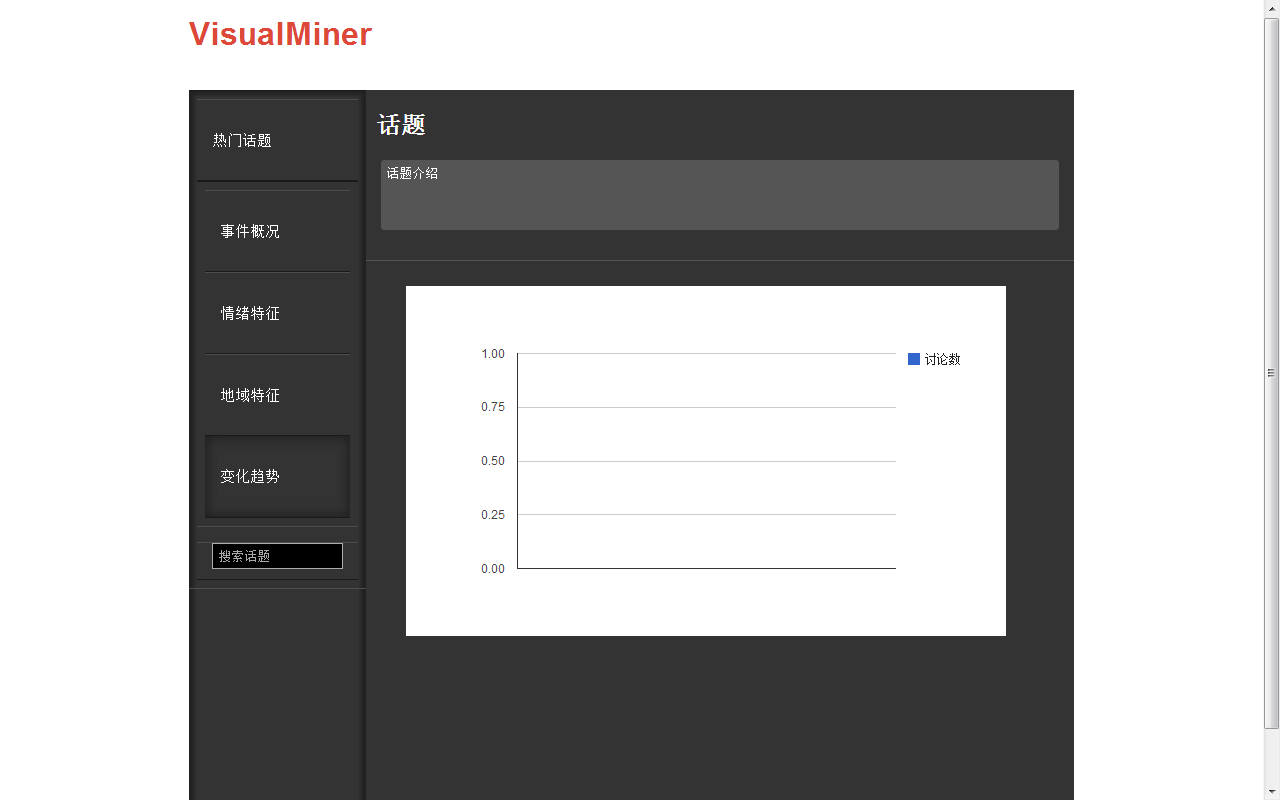 VisualMiner
热门话题
事件概况
情绪特征
地域特征
变化趋势
搜索话题
话题
话题介绍
1.00
0.75
0.50
0.25
0.00
讨论数